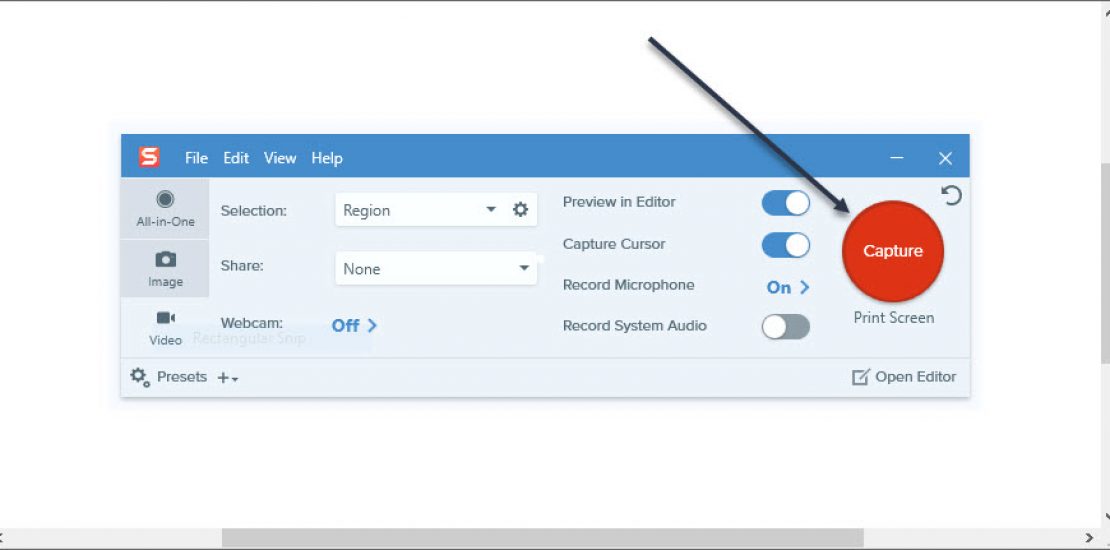 S File Edit View Help
All-in-One
Image
Video
Selection: Region
Share: None
Webcam: Off
Rectangular Snip
Preview in Editor
Capture Cursor
Record Microphone On
Record System Audio
Capture
Print Screen
Presets
Open Editor